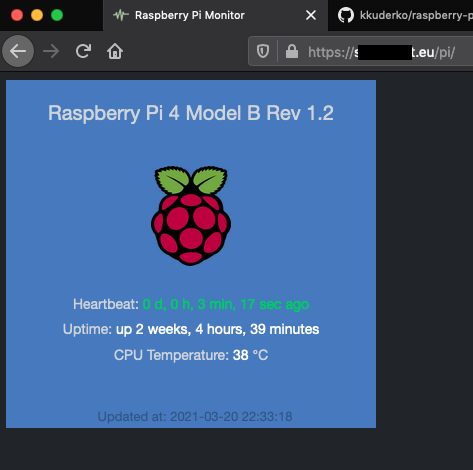 Raspberry Pi Monitor
kkuderko/raspberry-p
https://s t.eu/pi/
Raspberry Pi 4 Model B Rev 1.2
Heartbeat: 0 d, 0 h, 3 min, 17 sec ago
Uptime: up 2 weeks, 4 hours, 39 minutes
CPU Temperature: 38 °C
Updated at: 2021-03-20 22:33:18